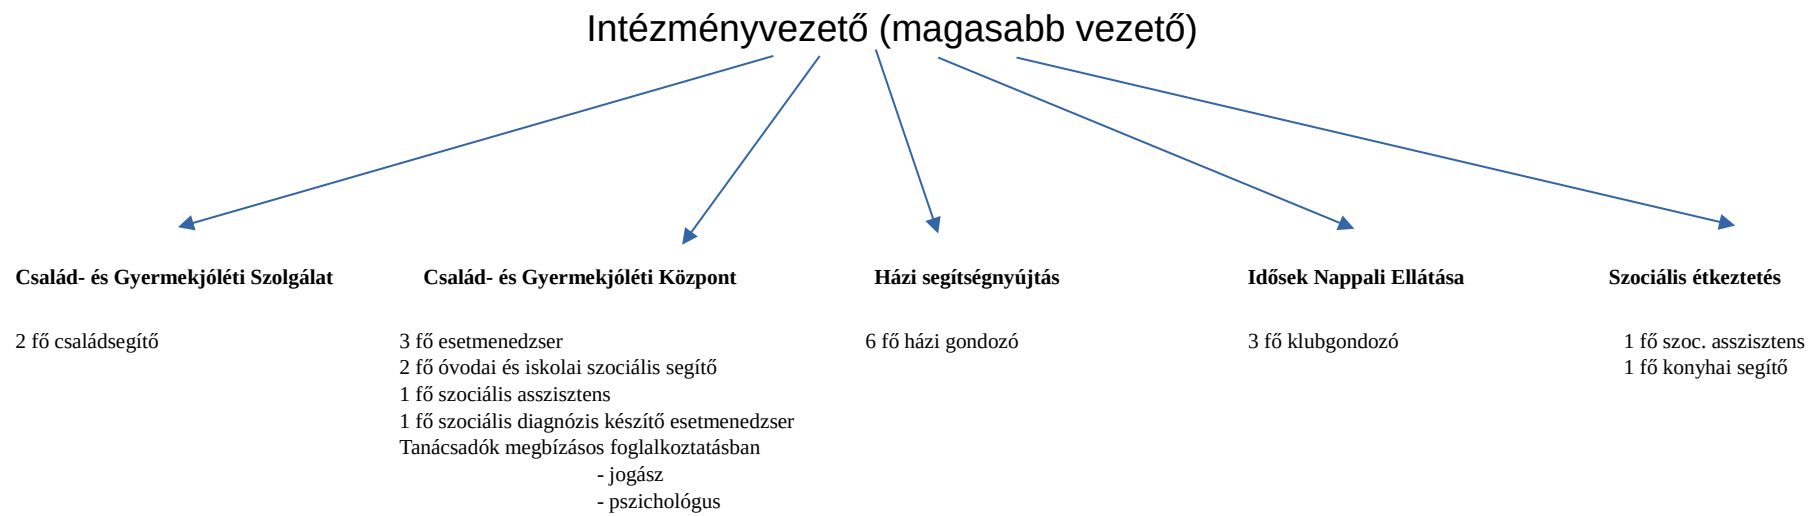 Intézményvezető (magasabb vezető)
Család- és Gyermekjóléti Szolgálat
2 fő családsegítő
Család- és Gyermekjóléti Központ
3 fő esetmenedzser
2 fő óvodai és iskolai szociális segítő
1 fő szociális asszisztens
1 fő szociális diagnózis készítő esetmenedzser
Tanácsadók megbízásos foglalkoztatásban
- jogász
- pszichológus
Házi segítségnyújtás
6 fő házi gondozó
Idősek Nappali Ellátása
3 fő klubgondozó
Szociális étkeztetés
1 fő szoc. asszisztens
1 fő konyhai segítő